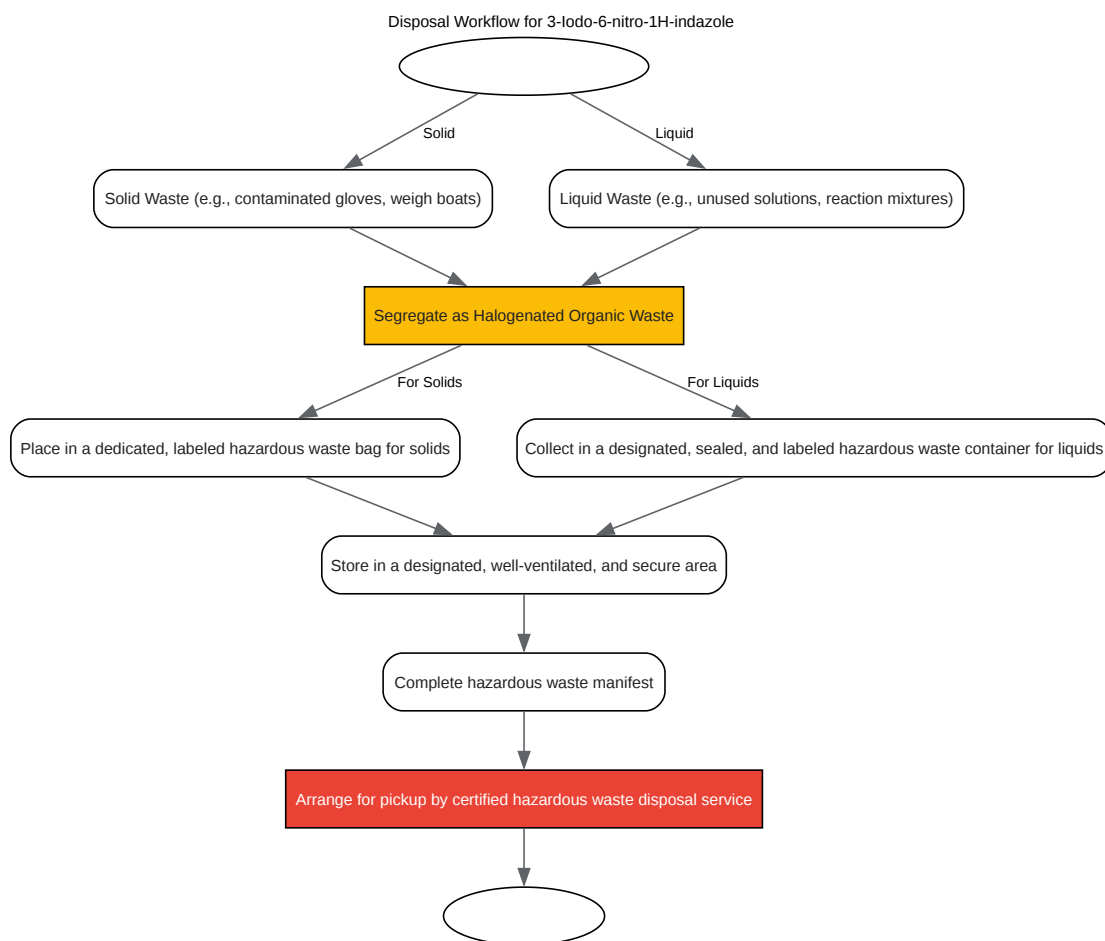 Disposal Workflow for 3-Iodo-6-nitro-1H-indazole
Solid
Liquid
Solid Waste (e.g., contaminated gloves, weigh boats)
Liquid Waste (e.g., unused solutions, reaction mixtures)
Segregate as Halogenated Organic Waste
For Solids
For Liquids
Place in a dedicated, labeled hazardous waste bag for solids
Collect in a designated, sealed, and labeled hazardous waste container for liquids
Store in a designated, well-ventilated, and secure area
Complete hazardous waste manifest
Arrange for pickup by certified hazardous waste disposal service